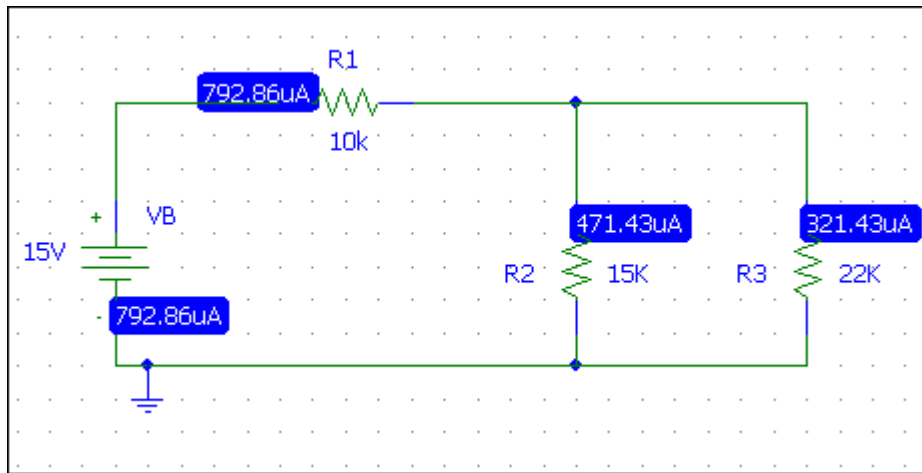 R1
792.86uA
10k
+
VB
15V
471.43uA
321.43uA
R2
15K
R3
22K
-
792.86uA